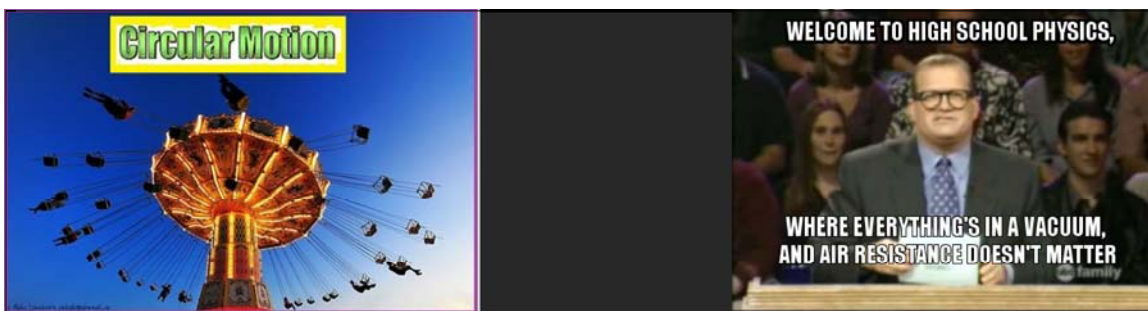 Circular Motion
WELCOME TO HIGH SCHOOL PHYSICS,
WHERE EVERYTHING'S IN A VACUUM,
AND AIR RESISTANCE DOESN'T MATTER
abc family